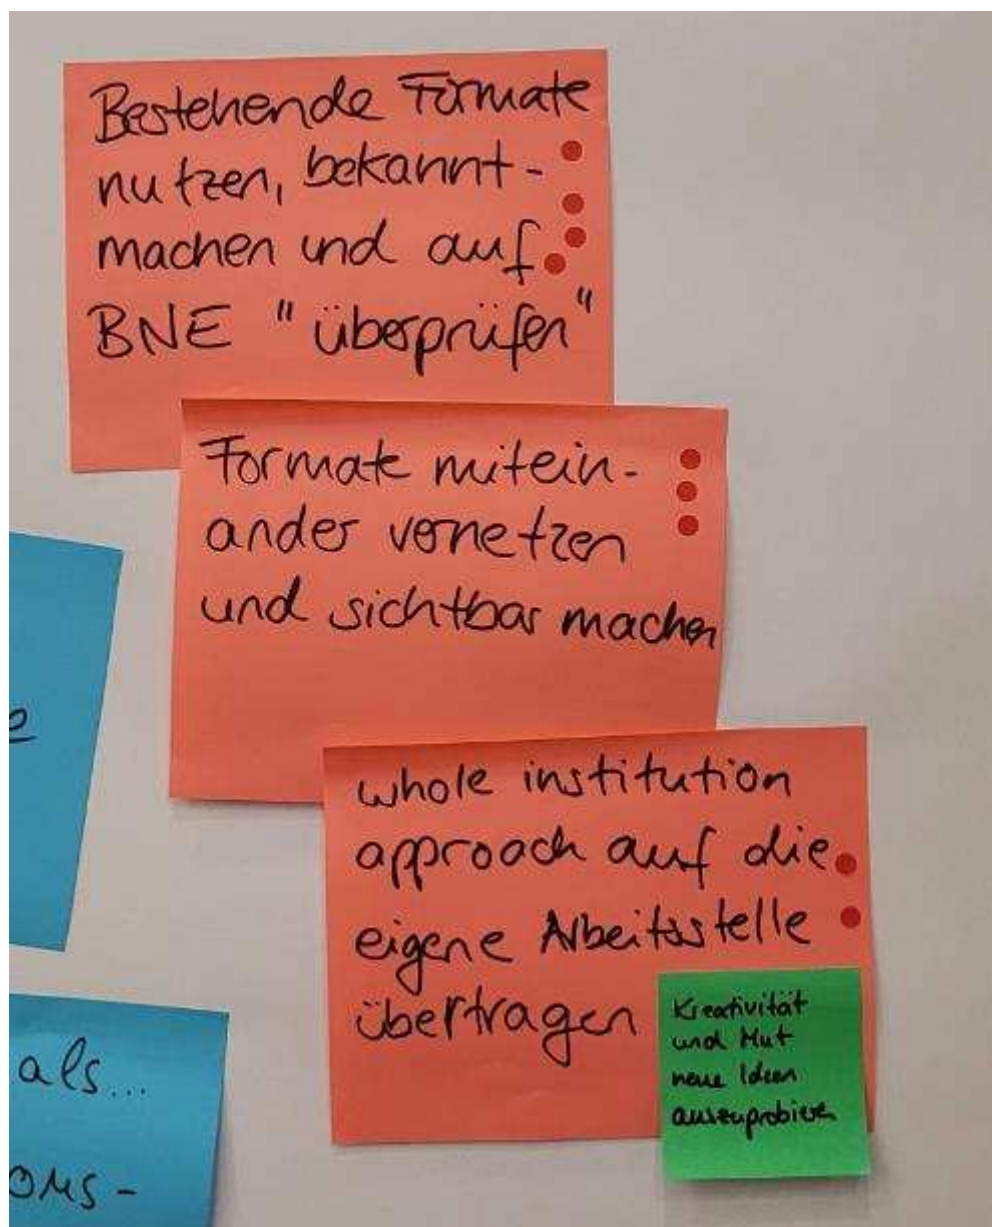 Bestehende Formate
nutzen, bekannt-
machen und auf
BNE "überprüfen"
Formate mitein-
ander vernetzen
und sichtbar machen
whole institution
approach auf die
eigene Arbeitsstelle
übertragen
Kreativität
und Mut
neue Ideen
auszuprobieren
als...